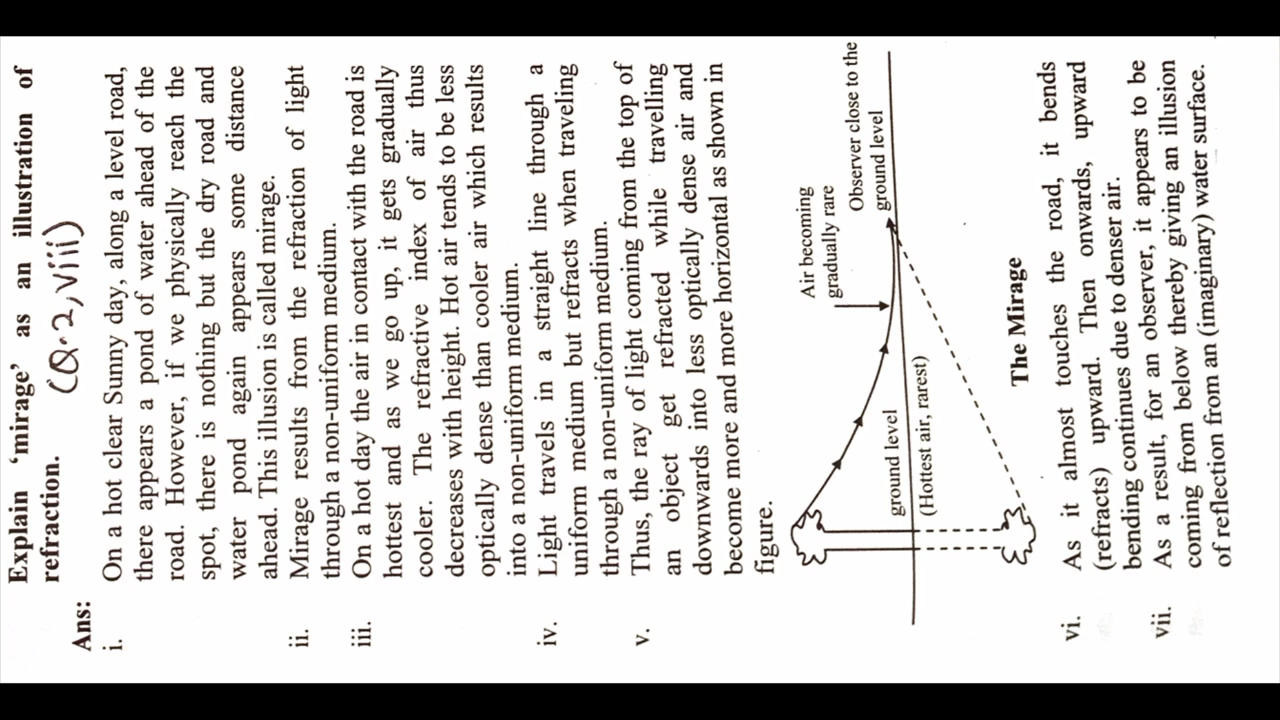 Explain ‘mirage’ as an illustration of
refraction. (Q.2, viii)
Ans:
i. On a hot clear Sunny day, along a level road,
there appears a pond of water ahead of the
road. However, if we physically reach the
spot, there is nothing but the dry road and
water pond again appears some distance
ahead. This illusion is called mirage.
ii. Mirage results from the refraction of light
through a non-uniform medium.
iii. On a hot day the air in contact with the road is
hottest and as we go up, it gets gradually
cooler. The refractive index of air thus
decreases with height. Hot air tends to be less
optically dense than cooler air which results
into a non-uniform medium.
iv. Light travels in a straight line through a
uniform medium but refracts when traveling
through a non-uniform medium.
v. Thus, the ray of light coming from the top of
an object get refracted while travelling
downwards into less optically dense air and
become more and more horizontal as shown in
figure.
Air becoming
gradually rare
Observer close to the
ground level
ground level
(Hottest air, rarest)
The Mirage
vi. As it almost touches the road, it bends
(refracts) upward. Then onwards, upward
bending continues due to denser air.
vii. As a result, for an observer, it appears to be
coming from below thereby giving an illusion
of reflection from an (imaginary) water surface.